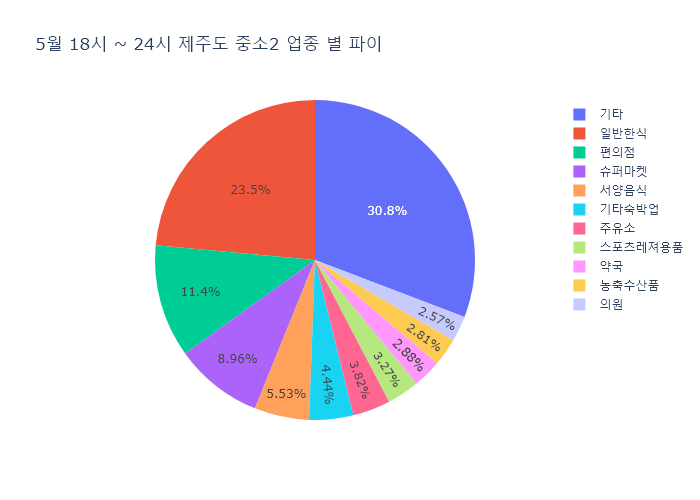 5월 18시 ~ 24시 제주도 중소2 업종 별 파이
30.8%
23.5%
11.4%
8.96%
5.53%
4.44%
3.82%
3.27%
2.88%
2.81%
2.57%
기타
일반한식
편의점
슈퍼마켓
서양음식
기타숙박업
주유소
스포츠레져용품
약국
농축수산품
의원